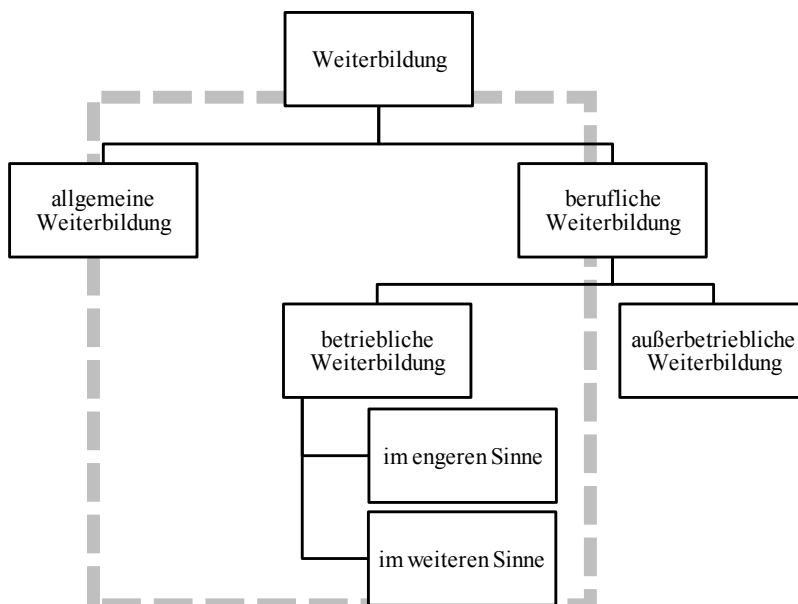 Weiterbildung
allgemeine
Weiterbildung
berufliche
Weiterbildung
betriebliche
Weiterbildung
außerbetriebliche
Weiterbildung
im engeren Sinne
im weiteren Sinne